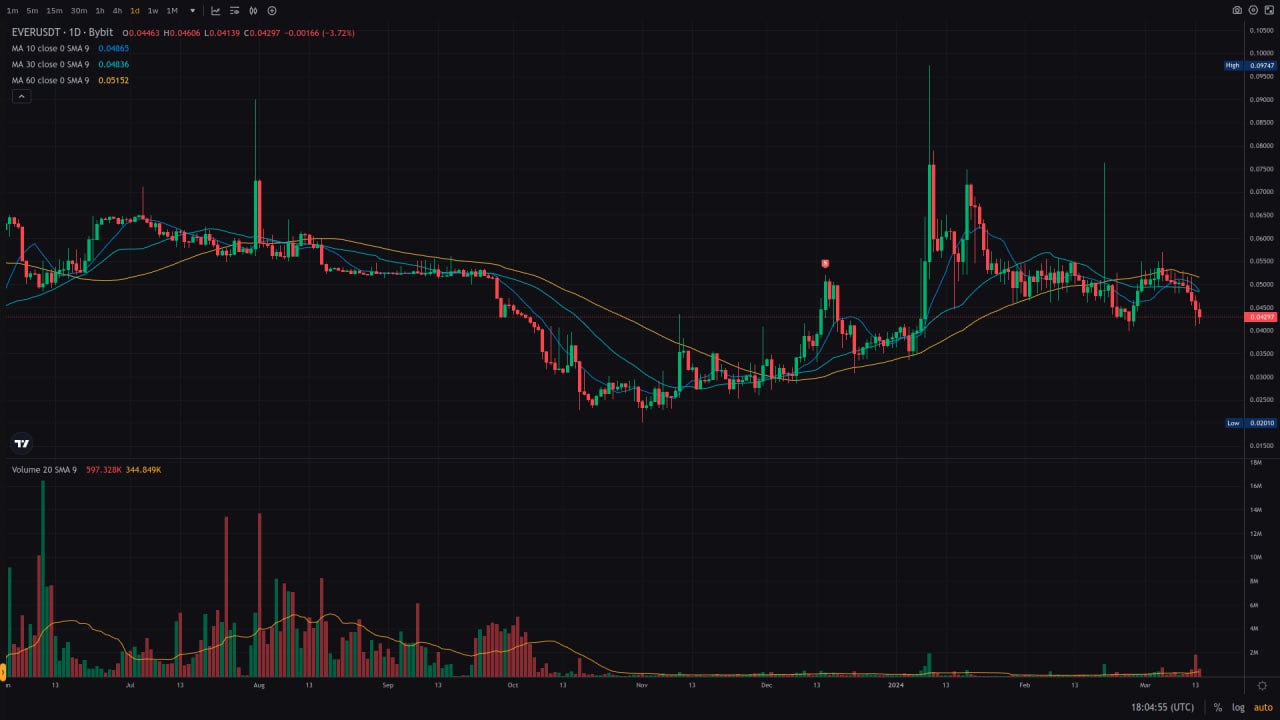 1m 5m 15m 30m 1h 4h 1d 1w 1M
EVERUSDT · 1D · Bybit O0.04463 H0.04606 L0.04139 C0.04297 -0.00166 (-3.72%)
MA 10 close 0 SMA 9 0.04865
MA 30 close 0 SMA 9 0.04836
MA 60 close 0 SMA 9 0.05152
0.10500
0.10000
High 0.09747
0.09500
0.09000
0.08500
0.08000
0.07500
0.07000
0.06500
0.06000
0.05500
0.05000
0.04500
0.04297
0.04000
0.03500
0.03000
0.02500
Low 0.02010
0.01500
Volume 20 SMA 9 597.328K 344.849K
18M
16M
14M
12M
10M
8M
6M
4M
2M
13 Jul 13 Aug 13 Sep 13 Oct 13 Nov 13 Dec 13 2024 13 Feb 13 Mar 13
18:04:55 (UTC) % log auto